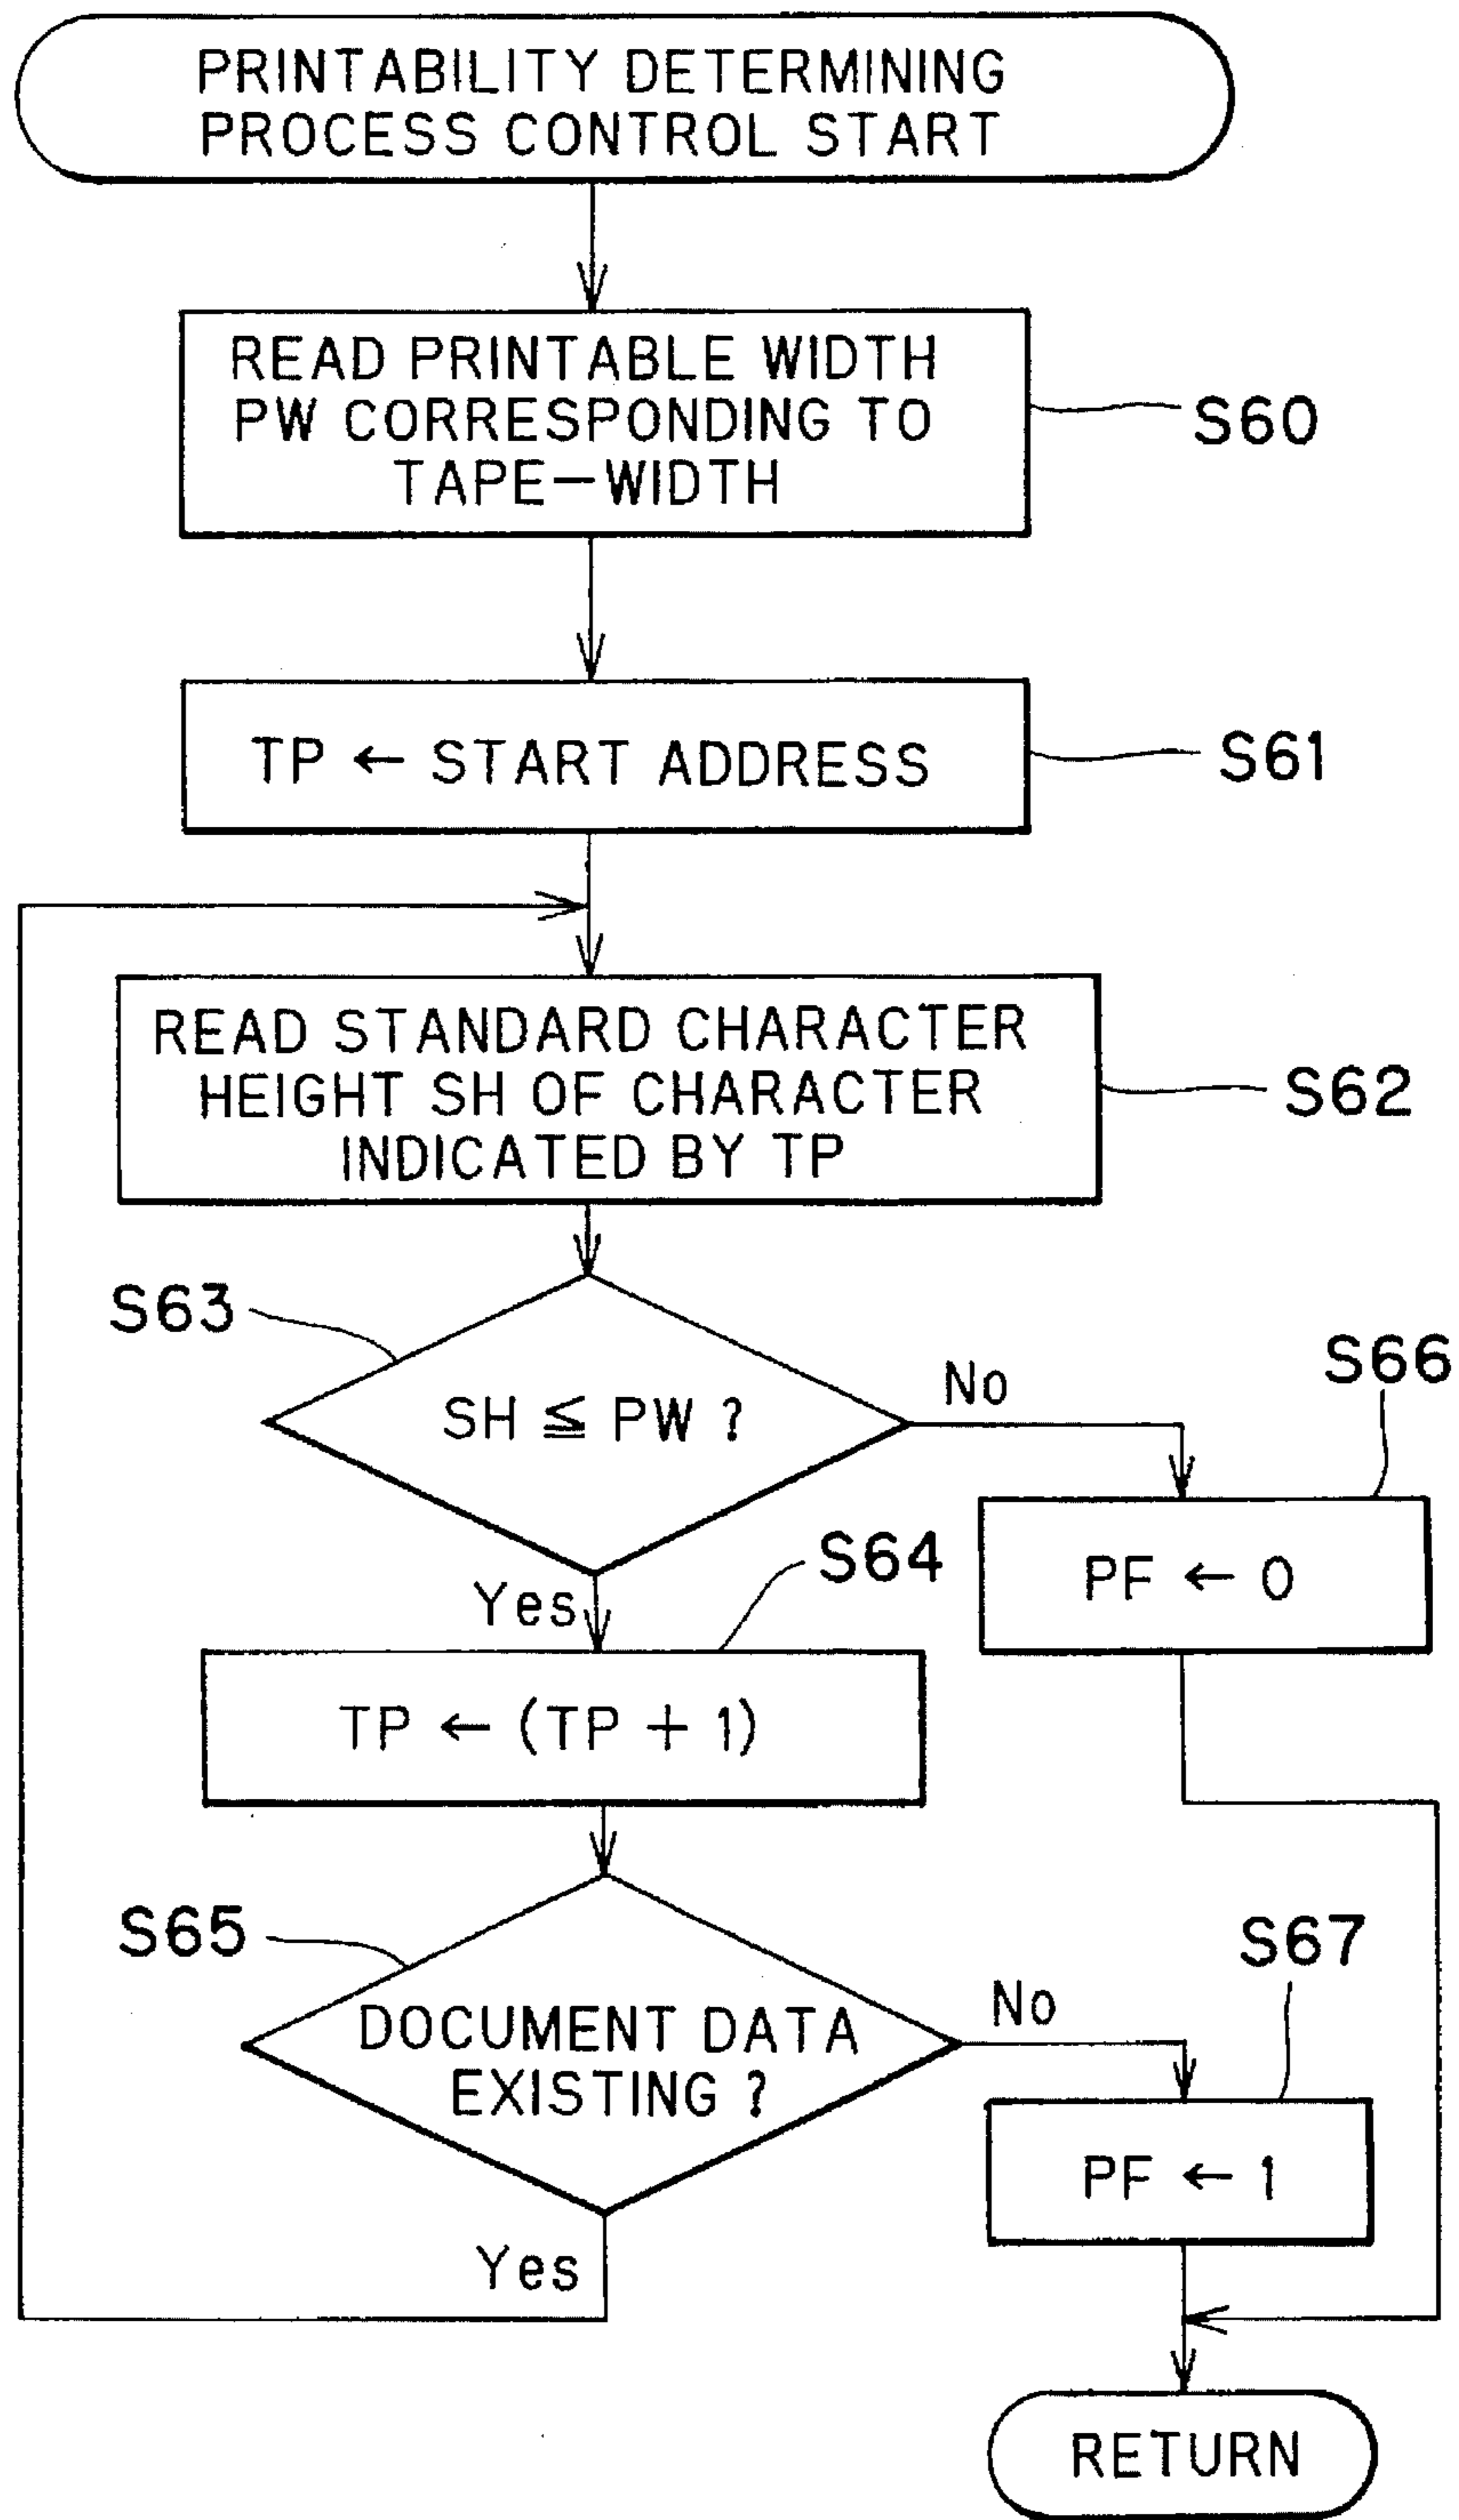 PRINTABILITY DETERMINING
PROCESS CONTROL START
READ PRINTABLE WIDTH
PW CORRESPONDING TO
TAPE-WIDTH
S60
TP ← START ADDRESS
S61
READ STANDARD CHARACTER
HEIGHT SH OF CHARACTER
INDICATED BY TP
S62
S63
SH ≦ PW ?
No
S66
PF ← 0
Yes
S64
TP ← (TP + 1)
S65
DOCUMENT DATA
EXISTING ?
No
S67
PF ← 1
Yes
RETURN